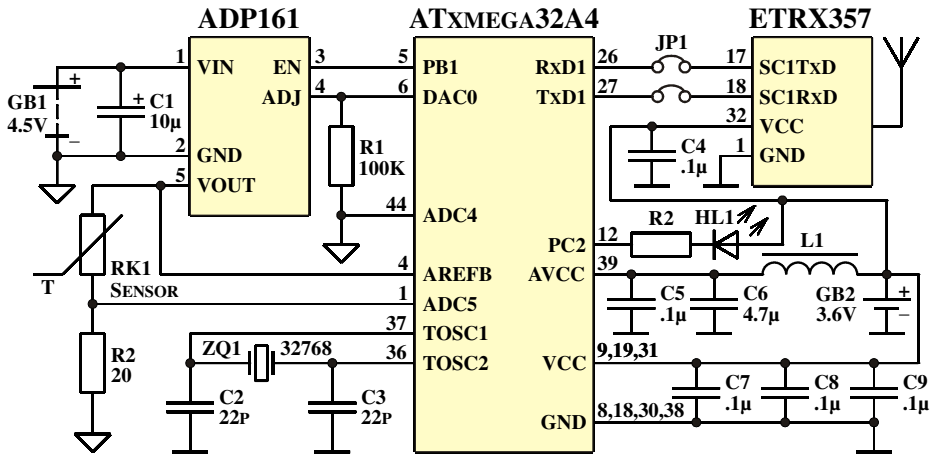 ADP161 ATXMEGA32A4 ETRX357
1 VIN EN 3 5 PB1 RXD1 26 JP1 17 SC1TXD
GB1 4.5V + − + C1 10µ
ADJ 4 6 DAC0 TXD1 27 18 SC1RXD
32 VCC
2 GND R1 100K C4 .1µ 1 GND
5 VOUT
44 ADC4 R2 HL1
PC2 12 L1
T RK1 SENSOR 4 AREFB AVCC 39
1 ADC5 C5 .1µ C6 4.7µ GB2 3.6V + −
37 TOSC1
R2 20 ZQ1 32768 36 TOSC2 VCC 9,19,31
C2 22P C3 22P C7 .1µ C8 .1µ C9 .1µ
GND 8,18,30,38